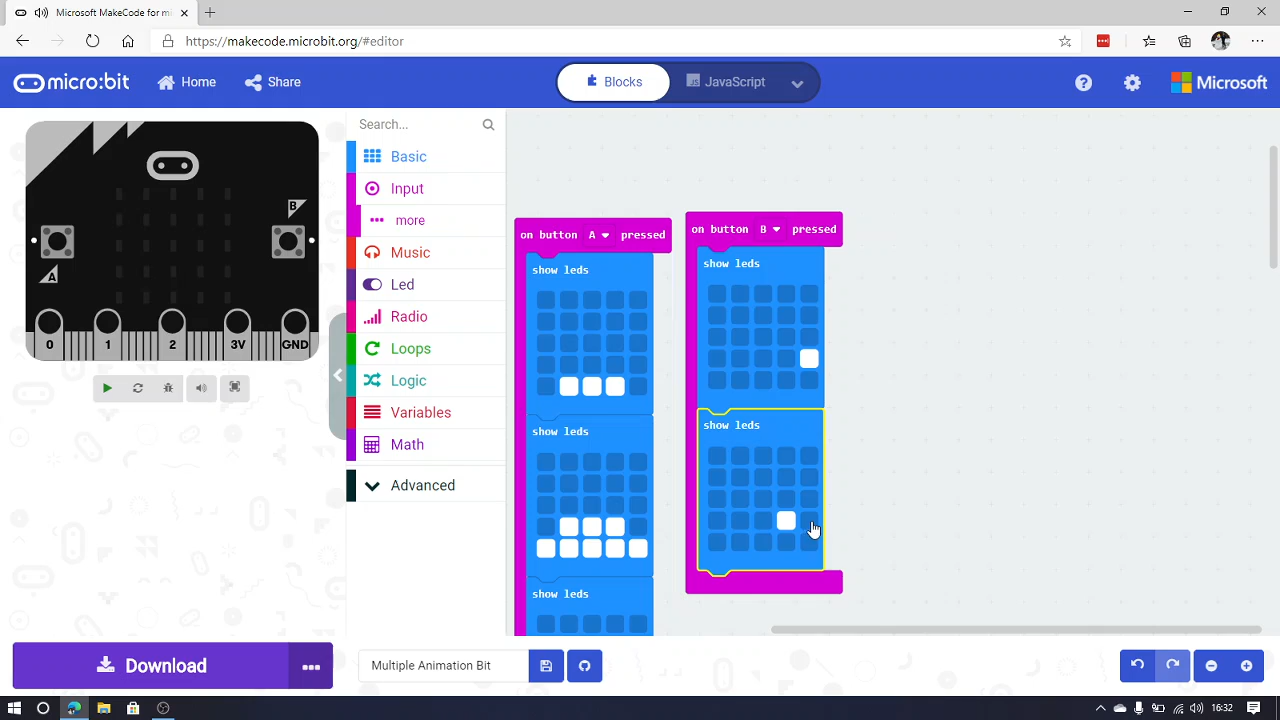 Microsoft MakeCode for mi
https://makecode.microbit.org/#editor
micro:bit
Home
Share
Blocks
JS
JavaScript
?
Microsoft
Search...
Basic
Input
more
Music
Led
Radio
Loops
Logic
Variables
Math
Advanced
B
A
0
1
2
3V
GND
on button A pressed
show leds
show leds
show leds
on button B pressed
show leds
show leds
Download
Multiple Animation Bit
16:32